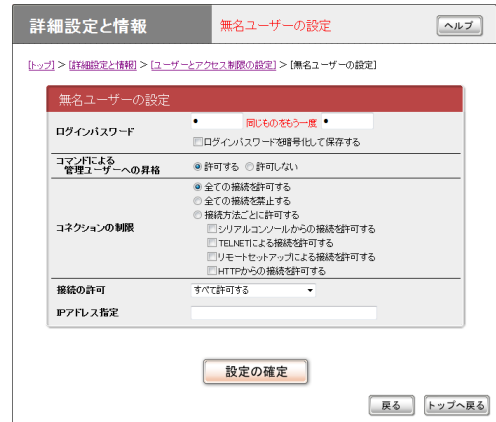 詳細設定と情報
無名ユーザーの設定
ヘルプ
[トップ] > [詳細設定と情報] > [ユーザーとアクセス制限の設定] > [無名ユーザーの設定]
無名ユーザーの設定
ログインパスワード
同じものをもう一度
ログインパスワードを暗号化して保存する
コマンドによる
管理ユーザーへの昇格
許可する 許可しない
コネクションの制限
全ての接続を許可する
全ての接続を禁止する
接続方法ごとに許可する
シリアルコンソールからの接続を許可する
TELNETによる接続を許可する
リモートセットアップによる接続を許可する
HTTPからの接続を許可する
接続の許可
すべて許可する
IPアドレス指定
設定の確定
戻る
トップへ戻る